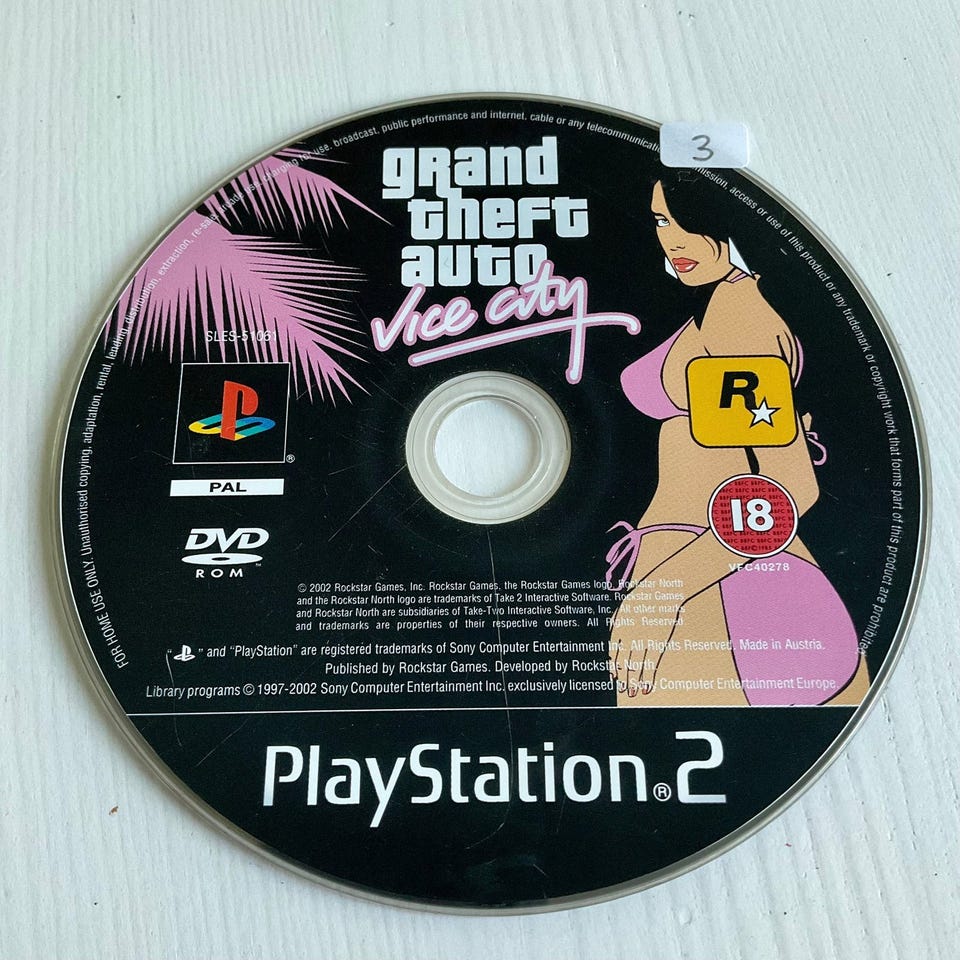 FOR HOME USE ONLY. Unauthorised copying, adaptation, rental, lending, distribution, extraction, re-sale, arcade use, charging for use, broadcast, public performance and internet, cable or any telecommunications
mission, access or use of this product or any trademark or copyright work that forms part of this product are prohibited
3
grand
theft
auto
vice city
SLES-51061
R
®
PAL
18
DVD
ROM
™
VFC40278
© 2002 Rockstar Games, Inc. Rockstar Games, the Rockstar Games logo, Rockstar North
and the Rockstar North logo are trademarks of Take 2 Interactive Software. Rockstar Games
and Rockstar North are subsidiaries of Take-Two Interactive Software, Inc. All other marks
and trademarks are properties of their respective owners. All Rights Reserved.
" " and "PlayStation" are registered trademarks of Sony Computer Entertainment Inc. All Rights Reserved. Made in Austria.
Published by Rockstar Games. Developed by Rockstar North.
Library programs © 1997-2002 Sony Computer Entertainment Inc. exclusively licensed to Sony Computer Entertainment Europe.
PlayStation®2